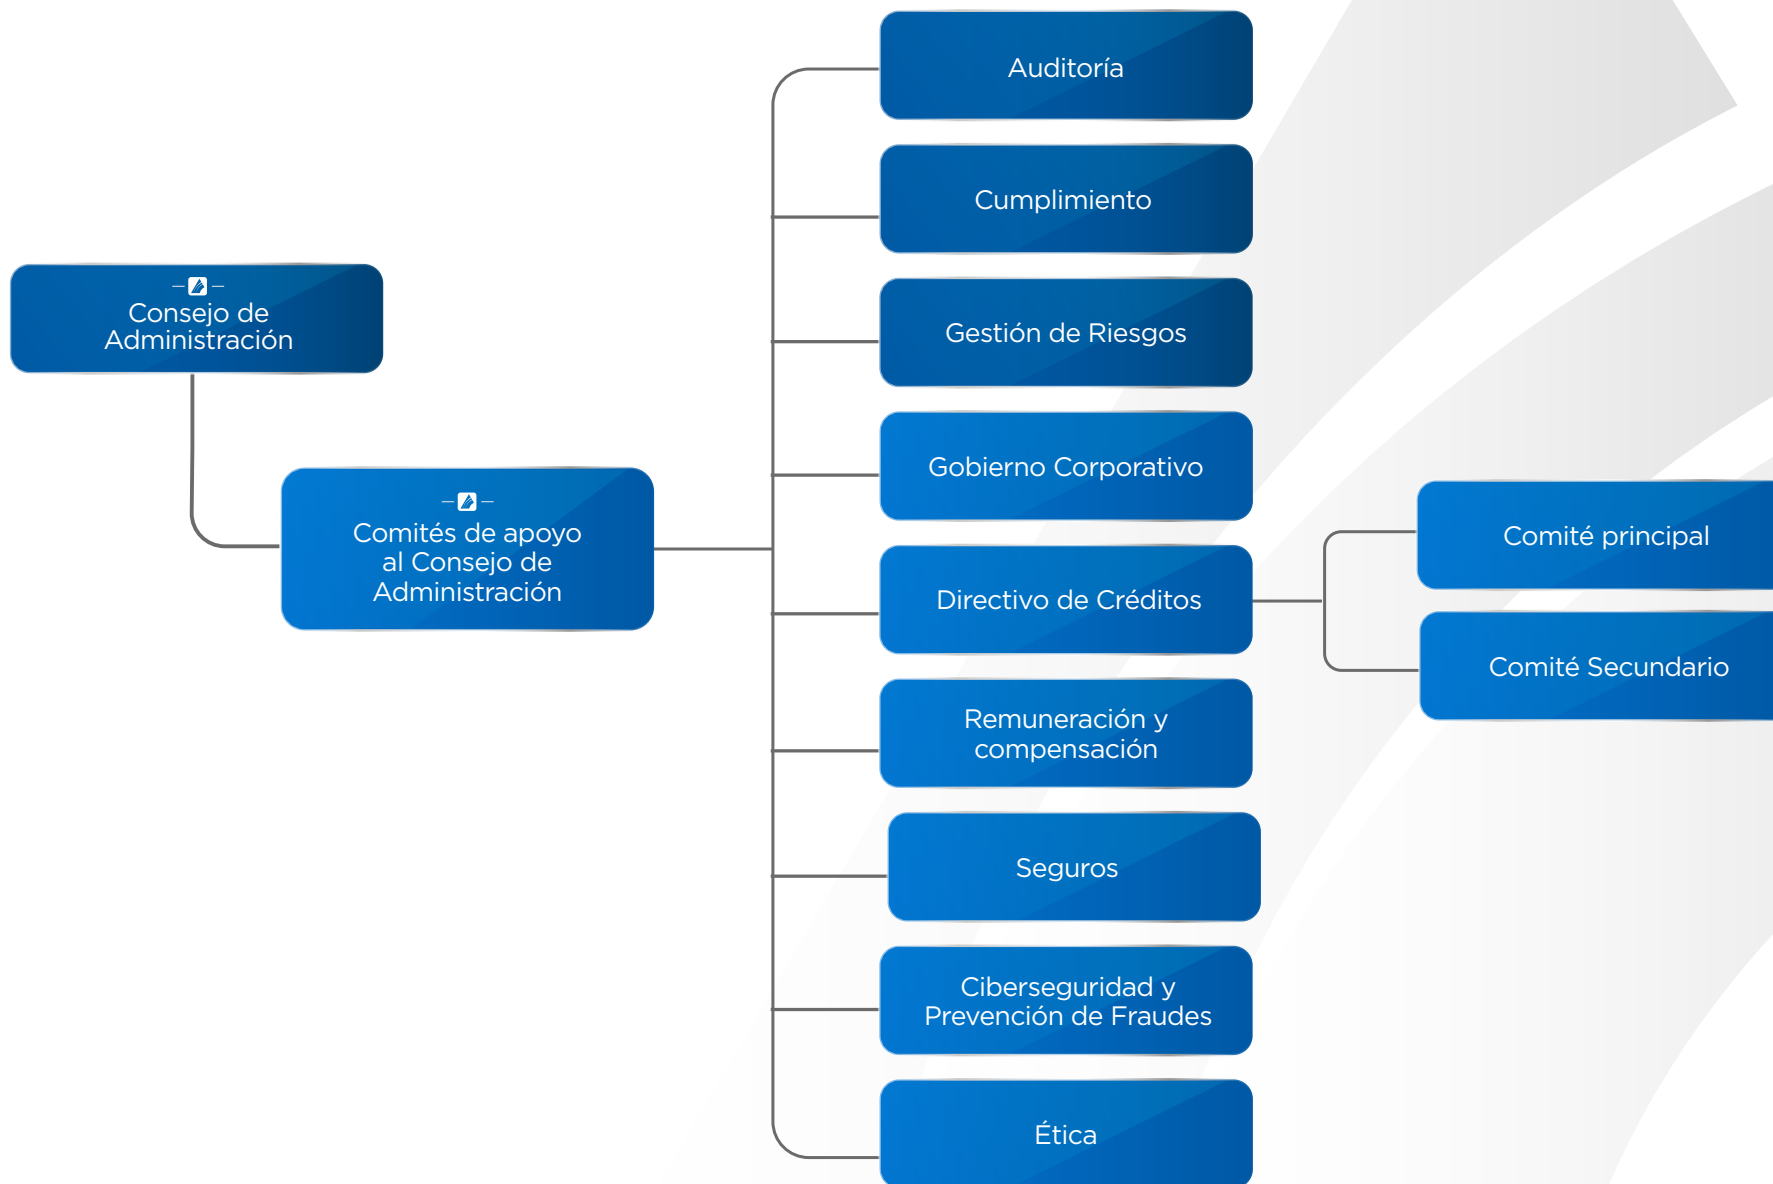 Consejo de
Administración
Comités de apoyo
al Consejo de
Administración
Auditoría
Cumplimiento
Gestión de Riesgos
Gobierno Corporativo
Directivo de Créditos
Comité principal
Comité Secundario
Remuneración y
compensación
Seguros
Ciberseguridad y
Prevención de Fraudes
Ética